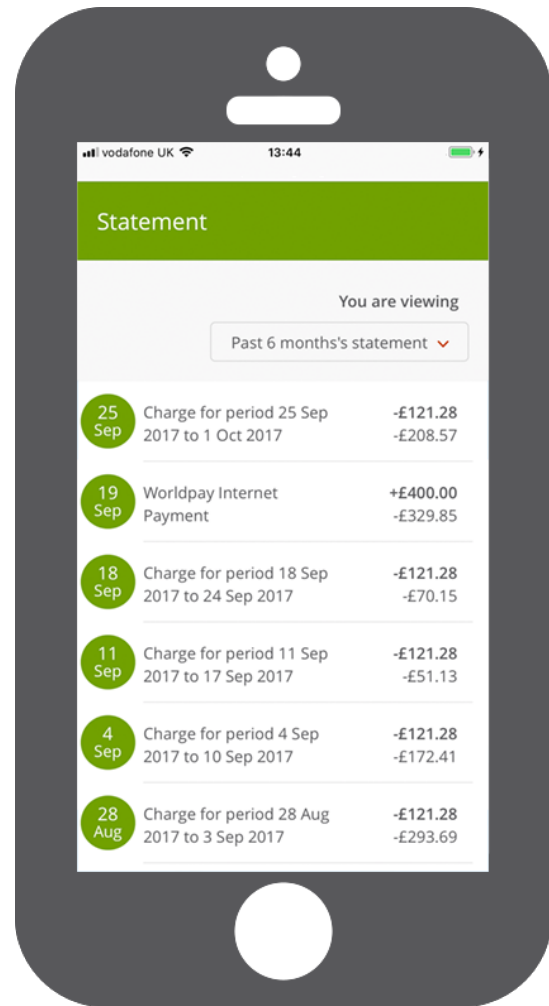 vodafone UK 13:44
Statement
You are viewing
Past 6 months's statement
25 Sep Charge for period 25 Sep 2017 to 1 Oct 2017 -£121.28 -£208.57
19 Sep Worldpay Internet Payment +£400.00 -£329.85
18 Sep Charge for period 18 Sep 2017 to 24 Sep 2017 -£121.28 -£70.15
11 Sep Charge for period 11 Sep 2017 to 17 Sep 2017 -£121.28 -£51.13
4 Sep Charge for period 4 Sep 2017 to 10 Sep 2017 -£121.28 -£172.41
28 Aug Charge for period 28 Aug 2017 to 3 Sep 2017 -£121.28 -£293.69